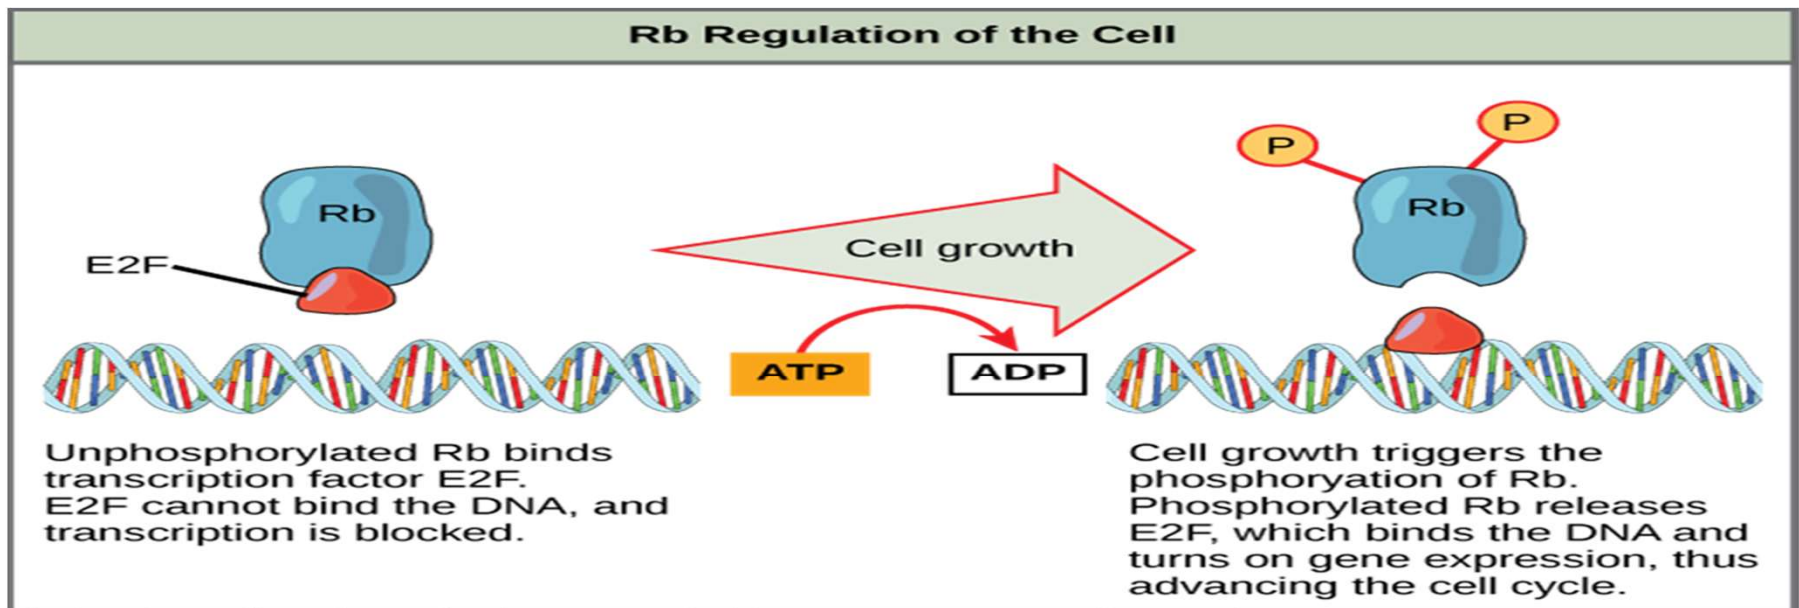 Rb Regulation of the Cell
P
P
Rb
Rb
E2F
Cell growth
ATP
ADP
Unphosphorylated Rb binds
transcription factor E2F.
E2F cannot bind the DNA, and
transcription is blocked.
Cell growth triggers the
phosphoryation of Rb.
Phosphorylated Rb releases
E2F, which binds the DNA and
turns on gene expression, thus
advancing the cell cycle.